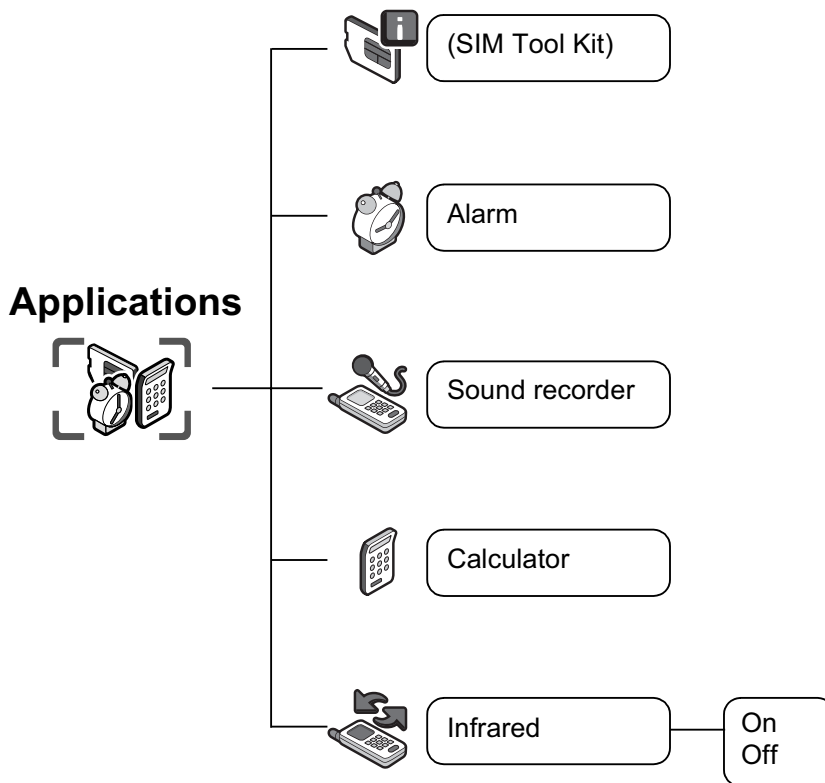 (SIM Tool Kit)
Alarm
Applications
Sound recorder
Calculator
Infrared
On
Off